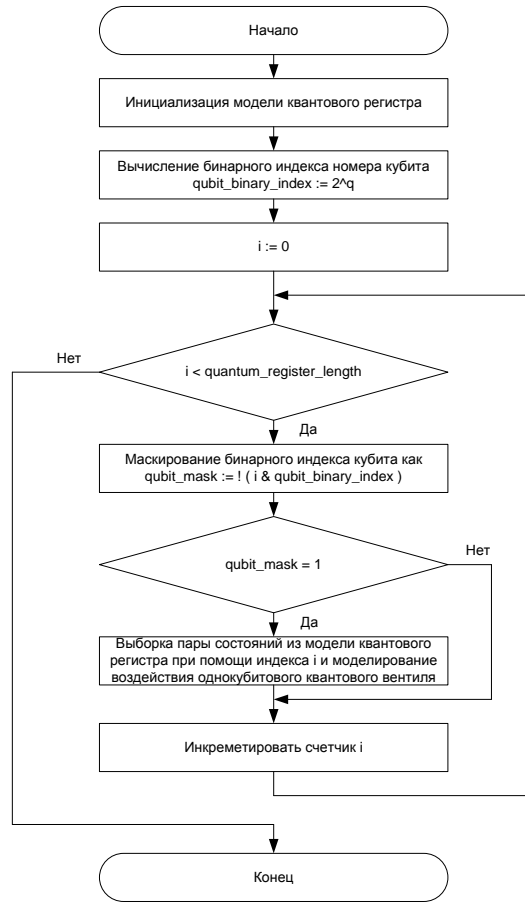 Начало
Инициализация модели квантового регистра
Вычисление бинарного индекса номера кубита
qubit_binary_index := 2^q
i := 0
Нет
i < quantum_register_length
Да
Маскирование бинарного индекса кубита как
qubit_mask := ! ( i & qubit_binary_index )
Нет
qubit_mask = 1
Да
Выборка пары состояний из модели квантового
регистра при помощи индекса i и моделирование
воздействия однокубитового квантового вентиля
Инкреметировать счетчик i
Конец